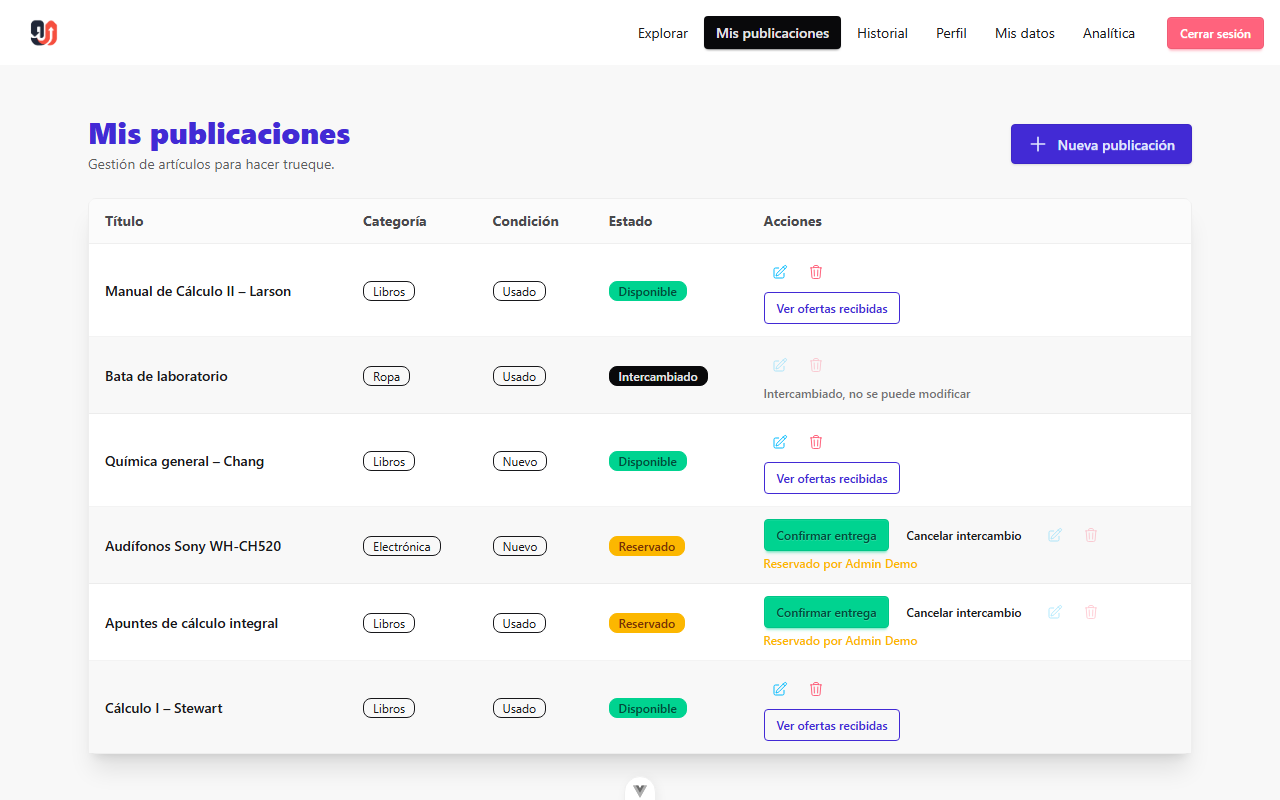 Explorar Mis publicaciones Historial Perfil Mis datos Analítica Cerrar sesión
Mis publicaciones
Gestión de artículos para hacer trueque.
Nueva publicación
Título Categoría Condición Estado Acciones
Manual de Cálculo II – Larson Libros Usado Disponible
Ver ofertas recibidas
Bata de laboratorio Ropa Usado Intercambiado
Intercambiado, no se puede modificar
Química general – Chang Libros Nuevo Disponible
Ver ofertas recibidas
Audífonos Sony WH-CH520 Electrónica Nuevo Reservado Confirmar entrega Cancelar intercambio
Reservado por Admin Demo
Apuntes de cálculo integral Libros Usado Reservado Confirmar entrega Cancelar intercambio
Reservado por Admin Demo
Cálculo I – Stewart Libros Usado Disponible
Ver ofertas recibidas